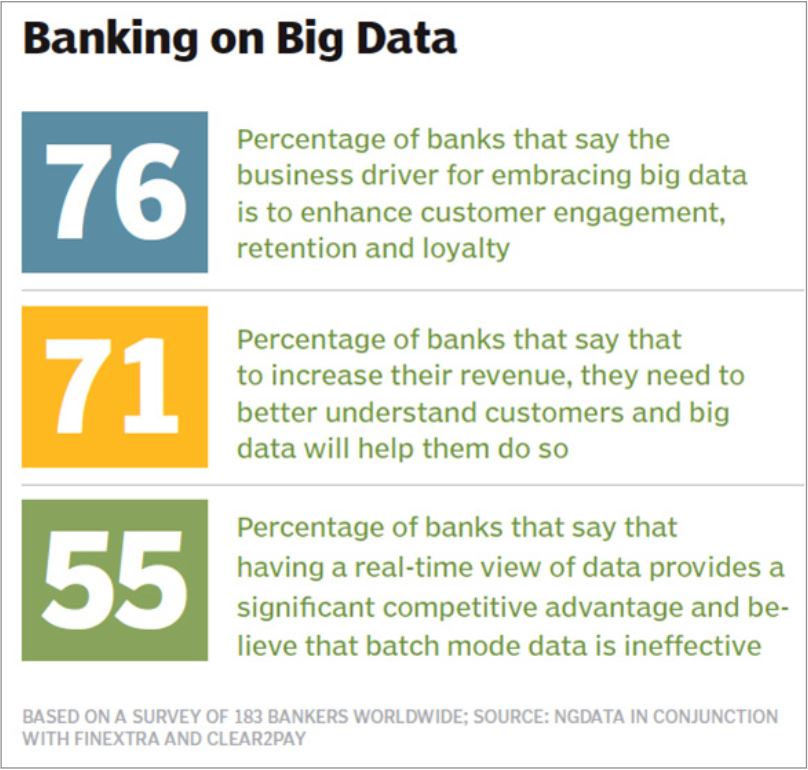 Banking on Big Data
76
Percentage of banks that say the
business driver for embracing big data
is to enhance customer engagement,
retention and loyalty
71
Percentage of banks that say that
to increase their revenue, they need to
better understand customers and big
data will help them do so
55
Percentage of banks that say that
having a real-time view of data provides a
significant competitive advantage and be-
lieve that batch mode data is ineffective
BASED ON A SURVEY OF 183 BANKERS WORLDWIDE; SOURCE: NGDATA IN CONJUNCTION
WITH FINEXTRA AND CLEAR2PAY